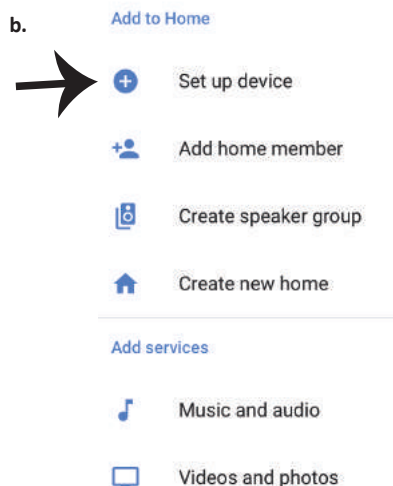 b.
Add to Home
Set up device
Add home member
Create speaker group
Create new home
Add services
Music and audio
Videos and photos